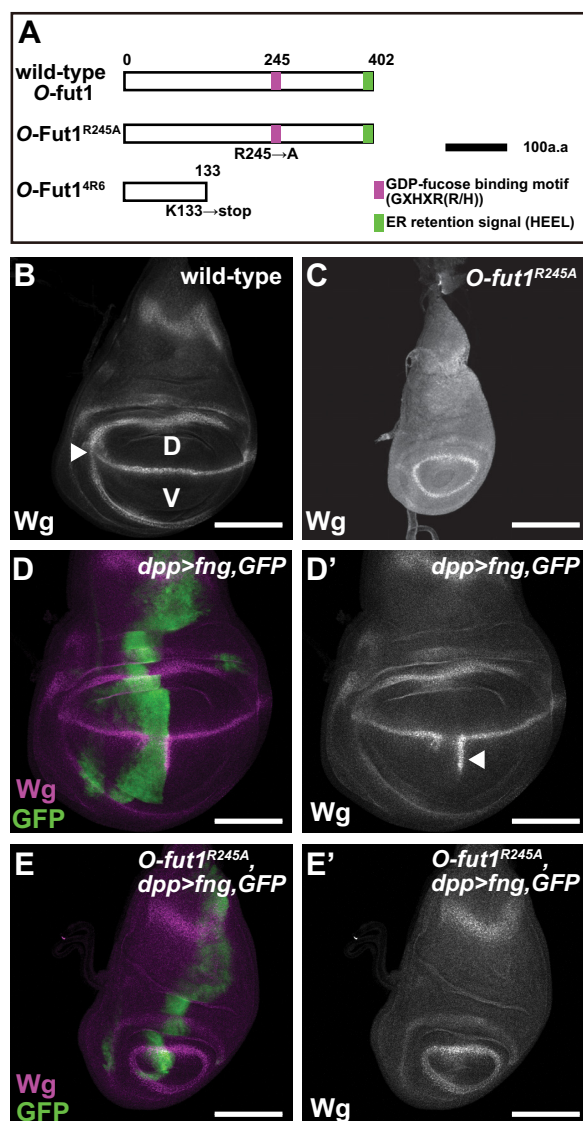 A
0 245 402
wild-type
O-fut1
O-Fut1R245A
R245→A
100a.a
133
O-Fut14R6
K133→stop
GDP-fucose binding motif
(GXHXR(R/H))
ER retention signal (HEEL)
B wild-type
D
V
Wg
C O-fut1R245A
Wg
D dpp>fng,GFP
Wg
GFP
D’ dpp>fng,GFP
Wg
E O-fut1R245A,
dpp>fng,GFP
Wg
GFP
E’ O-fut1R245A,
dpp>fng,GFP
Wg